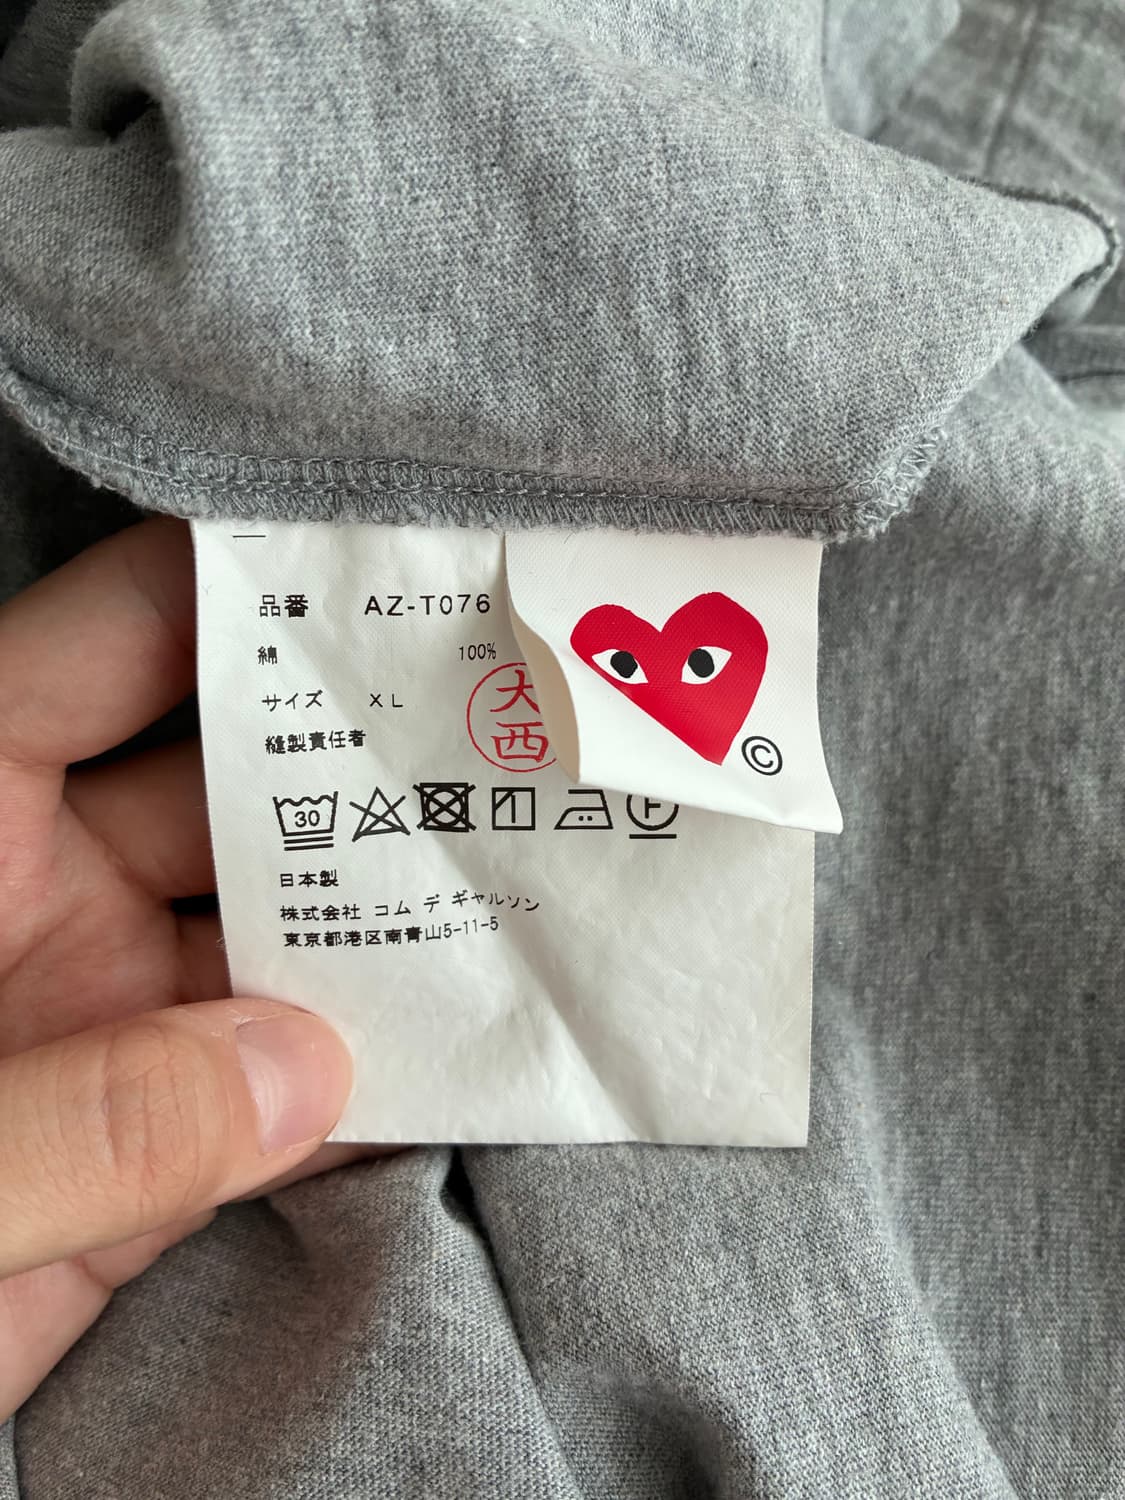 品番 AZ-T076
綿 100%
サイズ XL
縫製責任者
大
西
©
30
F
日本製
株式会社 コム デ ギャルソン
東京都港区南青山5-11-5